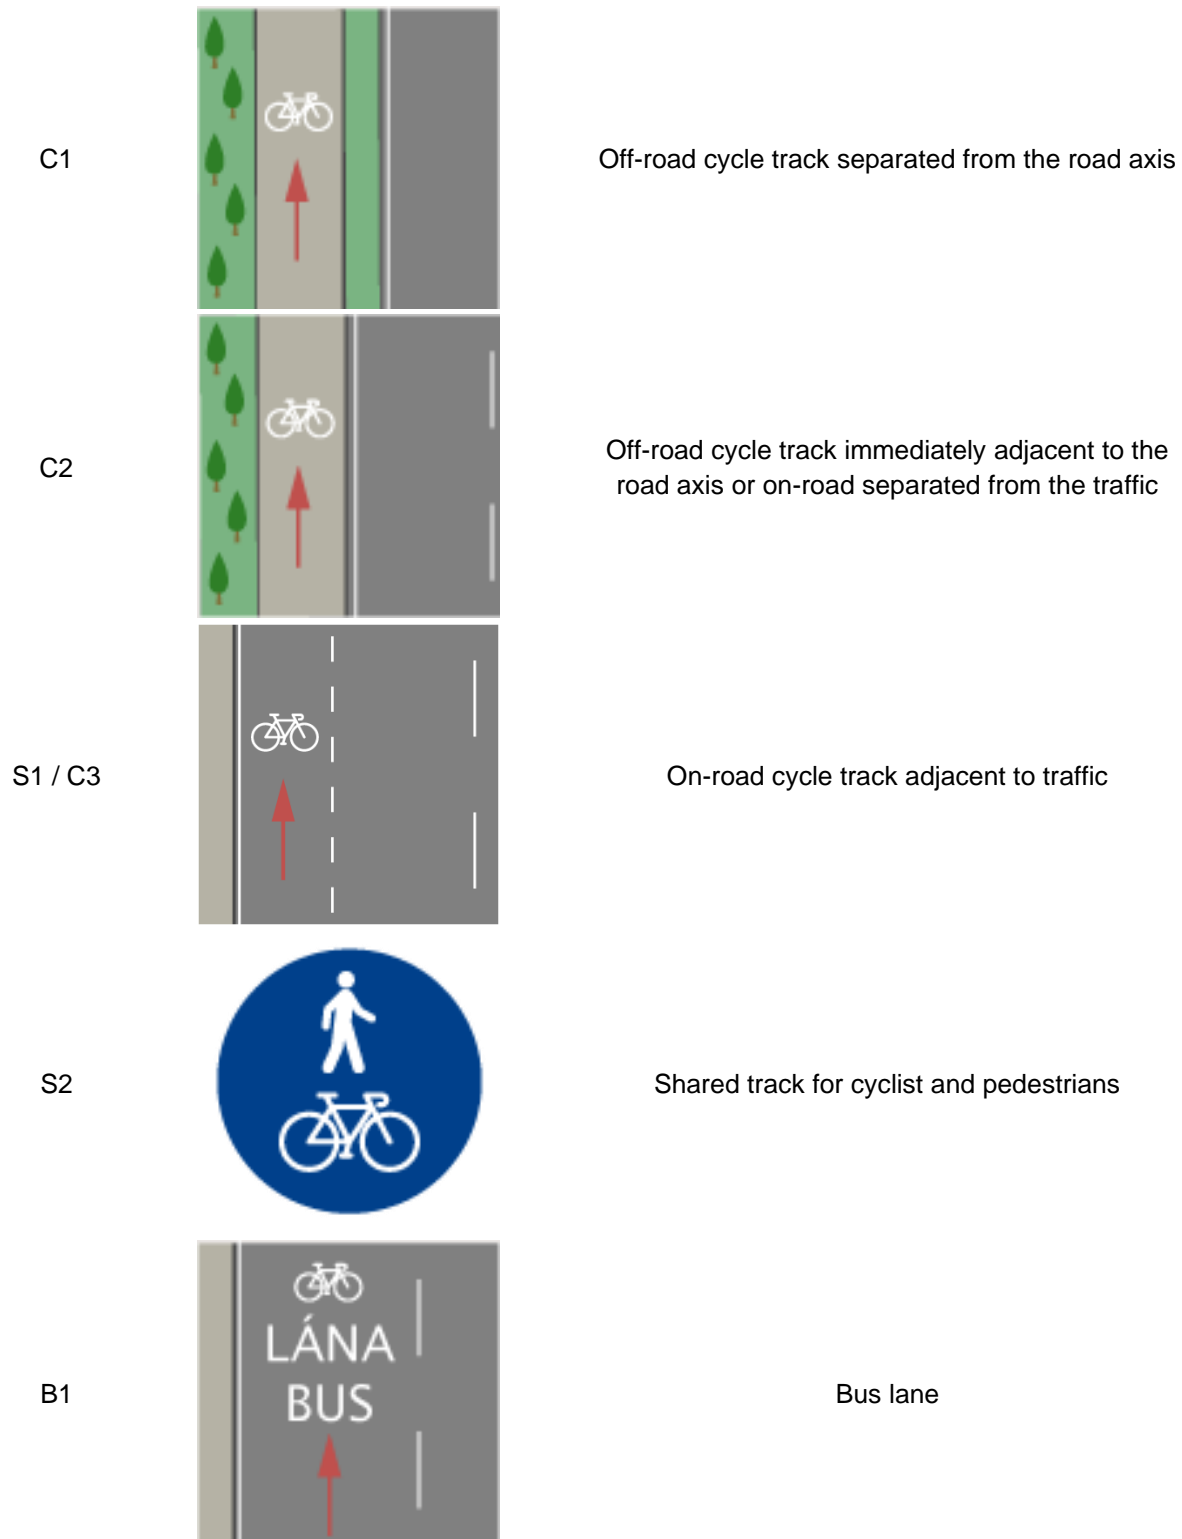 C1
Off-road cycle track separated from the road axis
C2
Off-road cycle track immediately adjacent to the
road axis or on-road separated from the traffic
S1 / C3
On-road cycle track adjacent to traffic
S2
Shared track for cyclist and pedestrians
B1
LÁNA
BUS
Bus lane